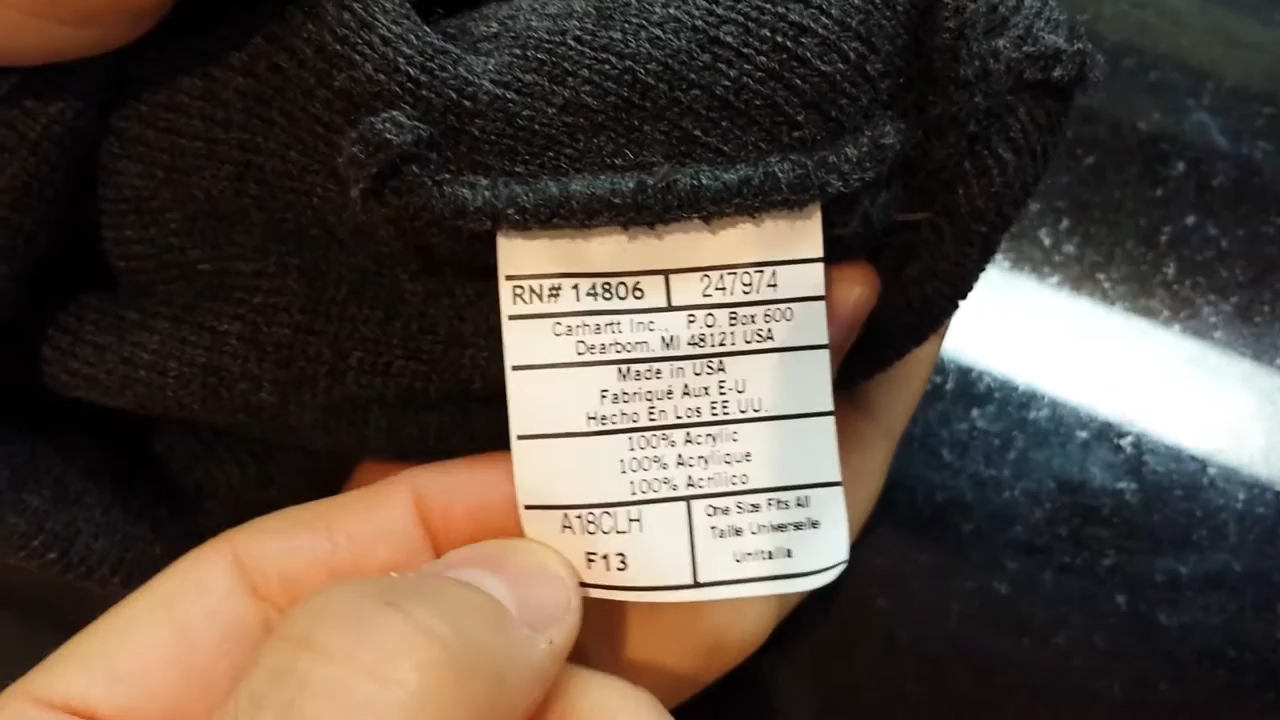 RN# 14806
247974
Carhartt Inc., P.O. Box 600
Dearborn, MI 48121 USA
Made in USA
Fabriqué Aux E-U
Hecho En Los EE.UU.
100% Acrylic
100% Acrylique
100% Acrílico
A18CLH
F13
One Size Fits All
Taille Universelle
Unitalla